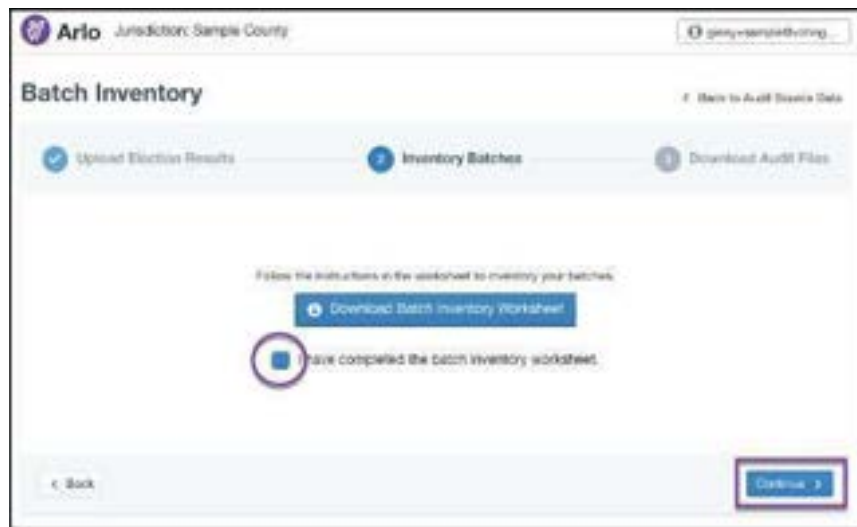 Arlo Jurisdiction: Sample County
Batch Inventory
Back to Audit Source Data
Upload Election Results
2 Inventory Batches
3 Download Audit Files
Follow the instructions in the worksheet to inventory your batches.
Download Batch Inventory Worksheet
I have completed the batch inventory worksheet.
Back
Continue